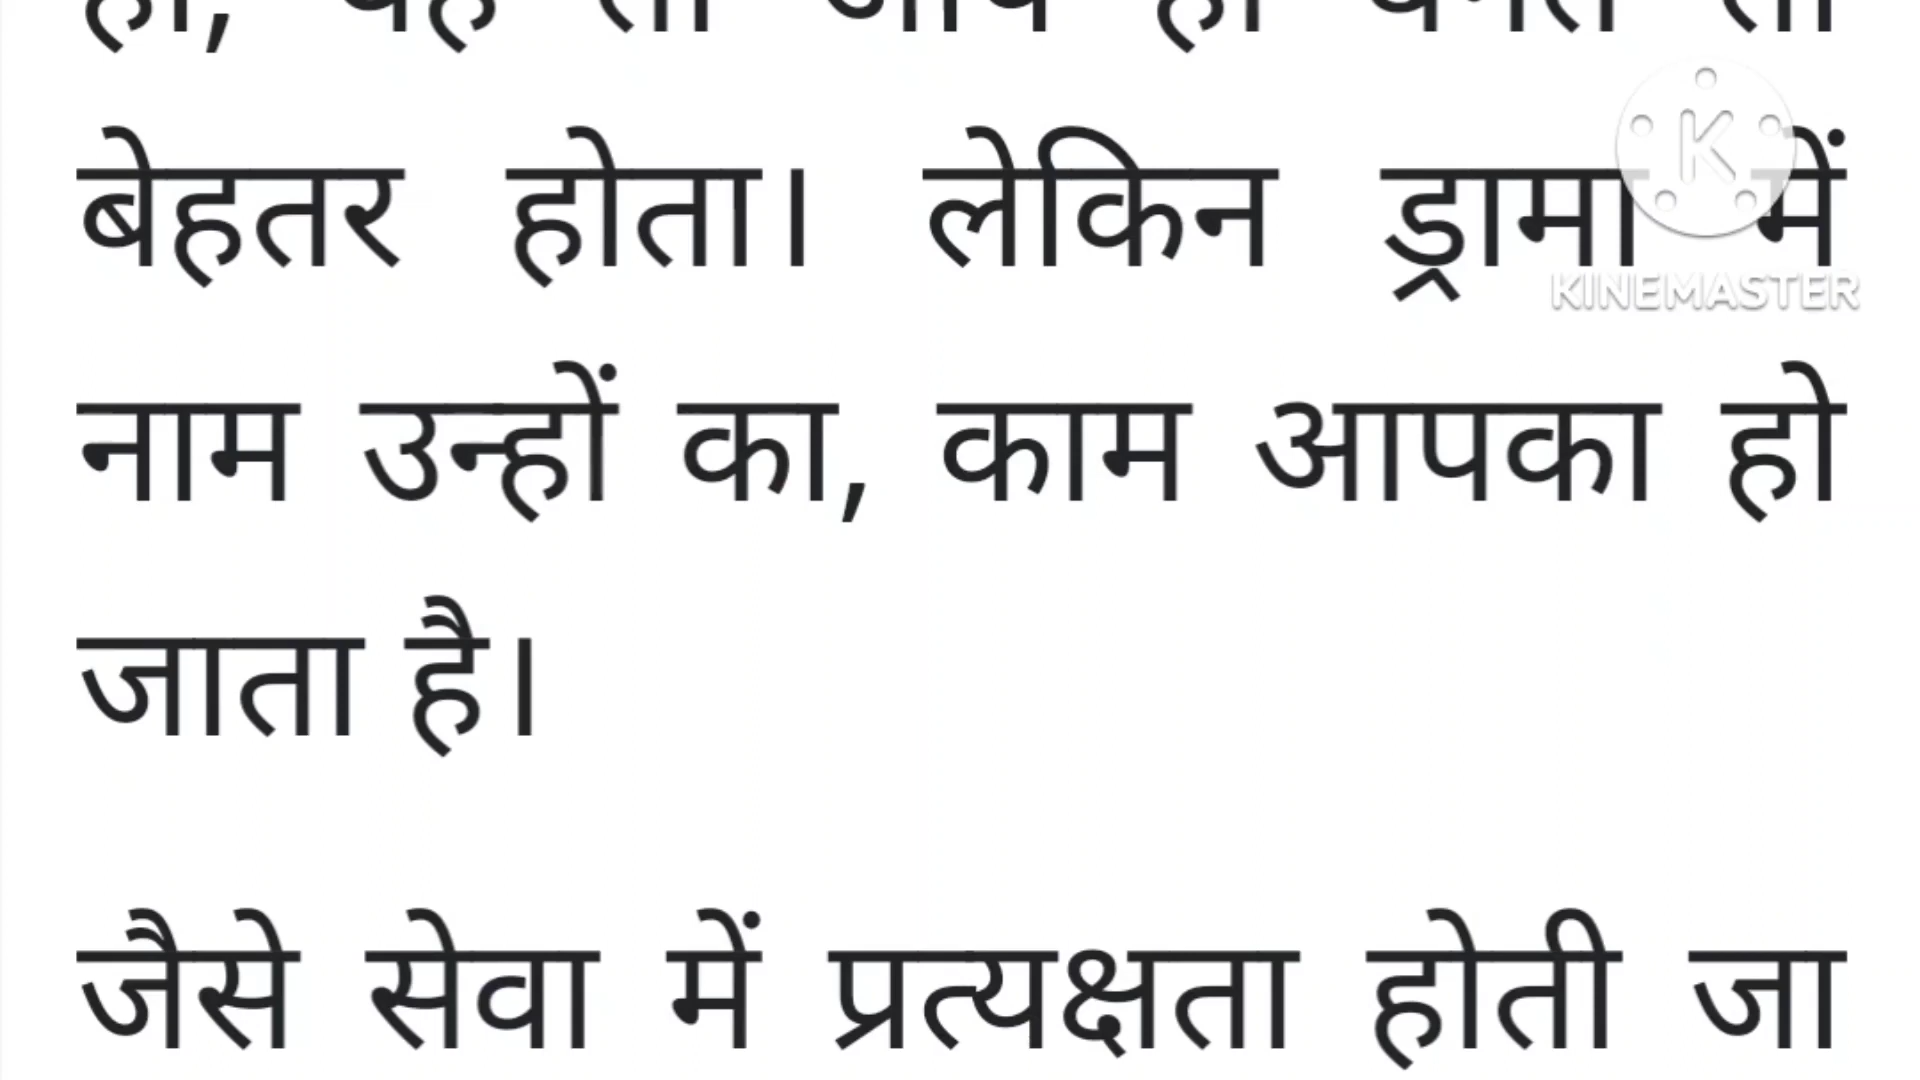 बेहतर होता। लेकिन ड्रामा में
KINEMASTER
नाम उन्हों का, काम आपका हो
जाता है।
जैसे सेवा में प्रत्यक्षता होती जा